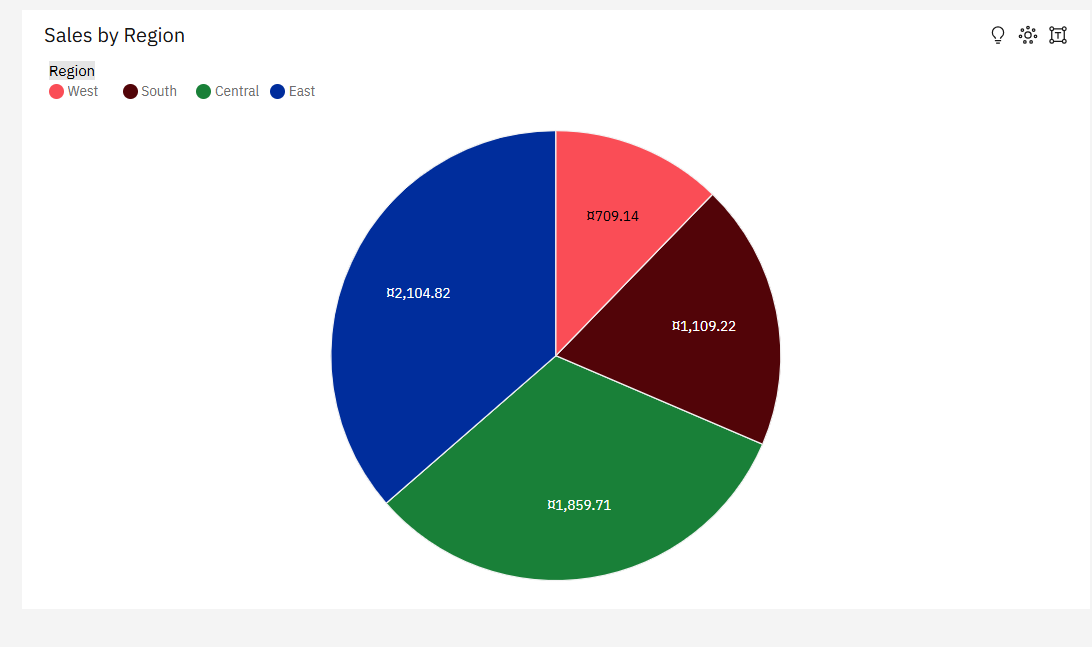 Sales by Region
Region
West South Central East
¤709.14
¤2,104.82
¤1,109.22
¤1,859.71